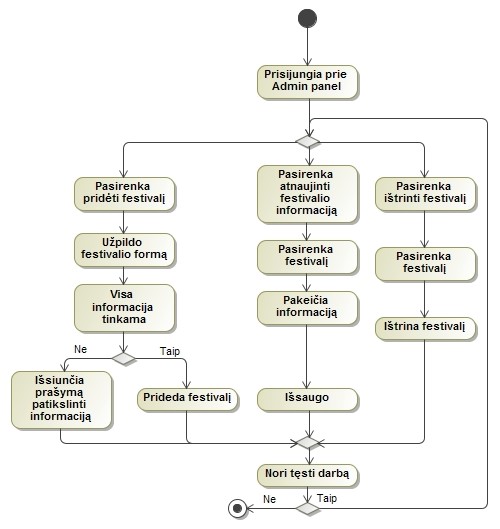 Prisijungia prie
Admin panel
Pasirenka
pridėti festivalį
Pasirenka
atnaujinti
festivalio
informaciją
Pasirenka
ištrinti festivalį
Užpildo
festivalio formą
Pasirenka
festivalį
Pasirenka
festivalį
Visa
informacija
tinkama
Pakeičia
informaciją
Ištrina festivalį
Ne
Taip
Išsiunčia
prašymą
patikslinti
informaciją
Prideda festivalį
Išsaugo
Nori tęsti darbą
Ne
Taip